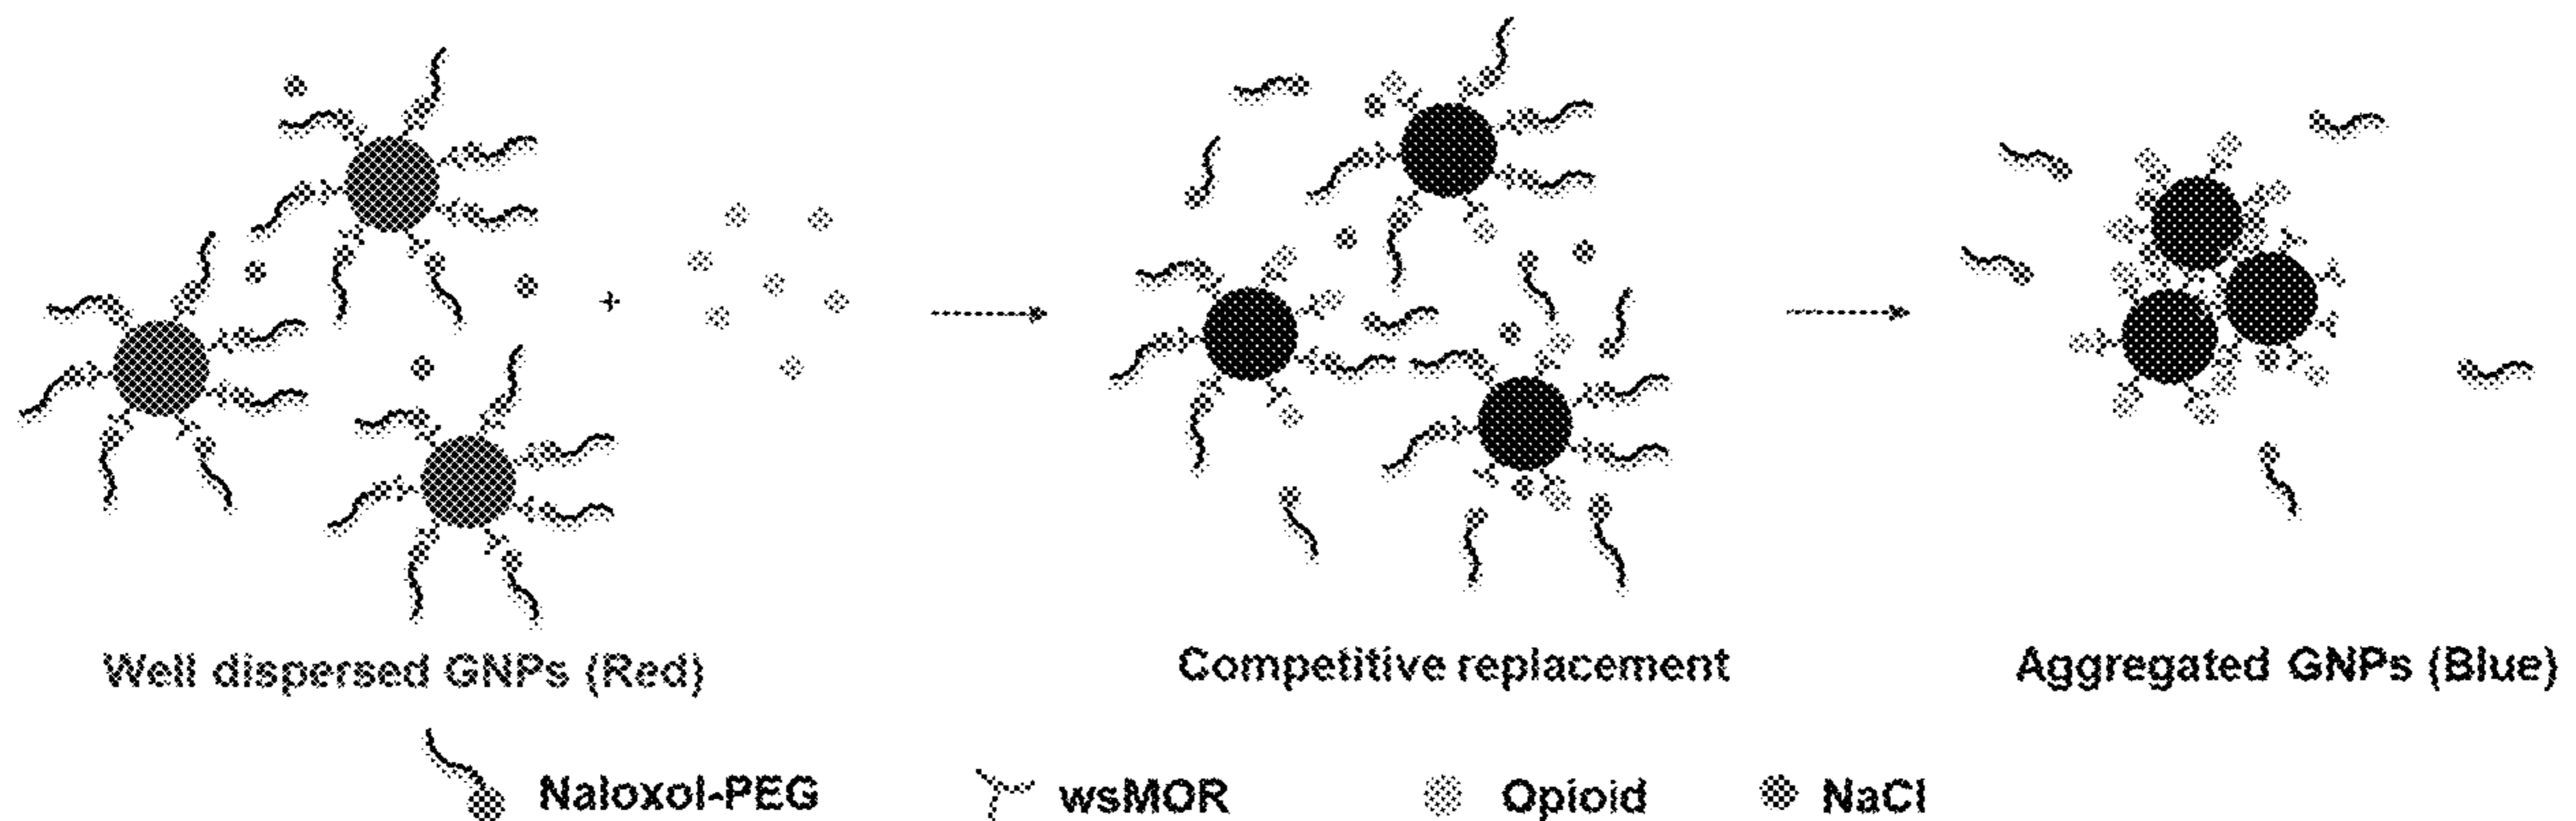 +
Well dispersed GNPs (Red)
Competitive replacement
Aggregated GNPs (Blue)
Naloxol-PEG
wsMOR
Opioid
NaCl